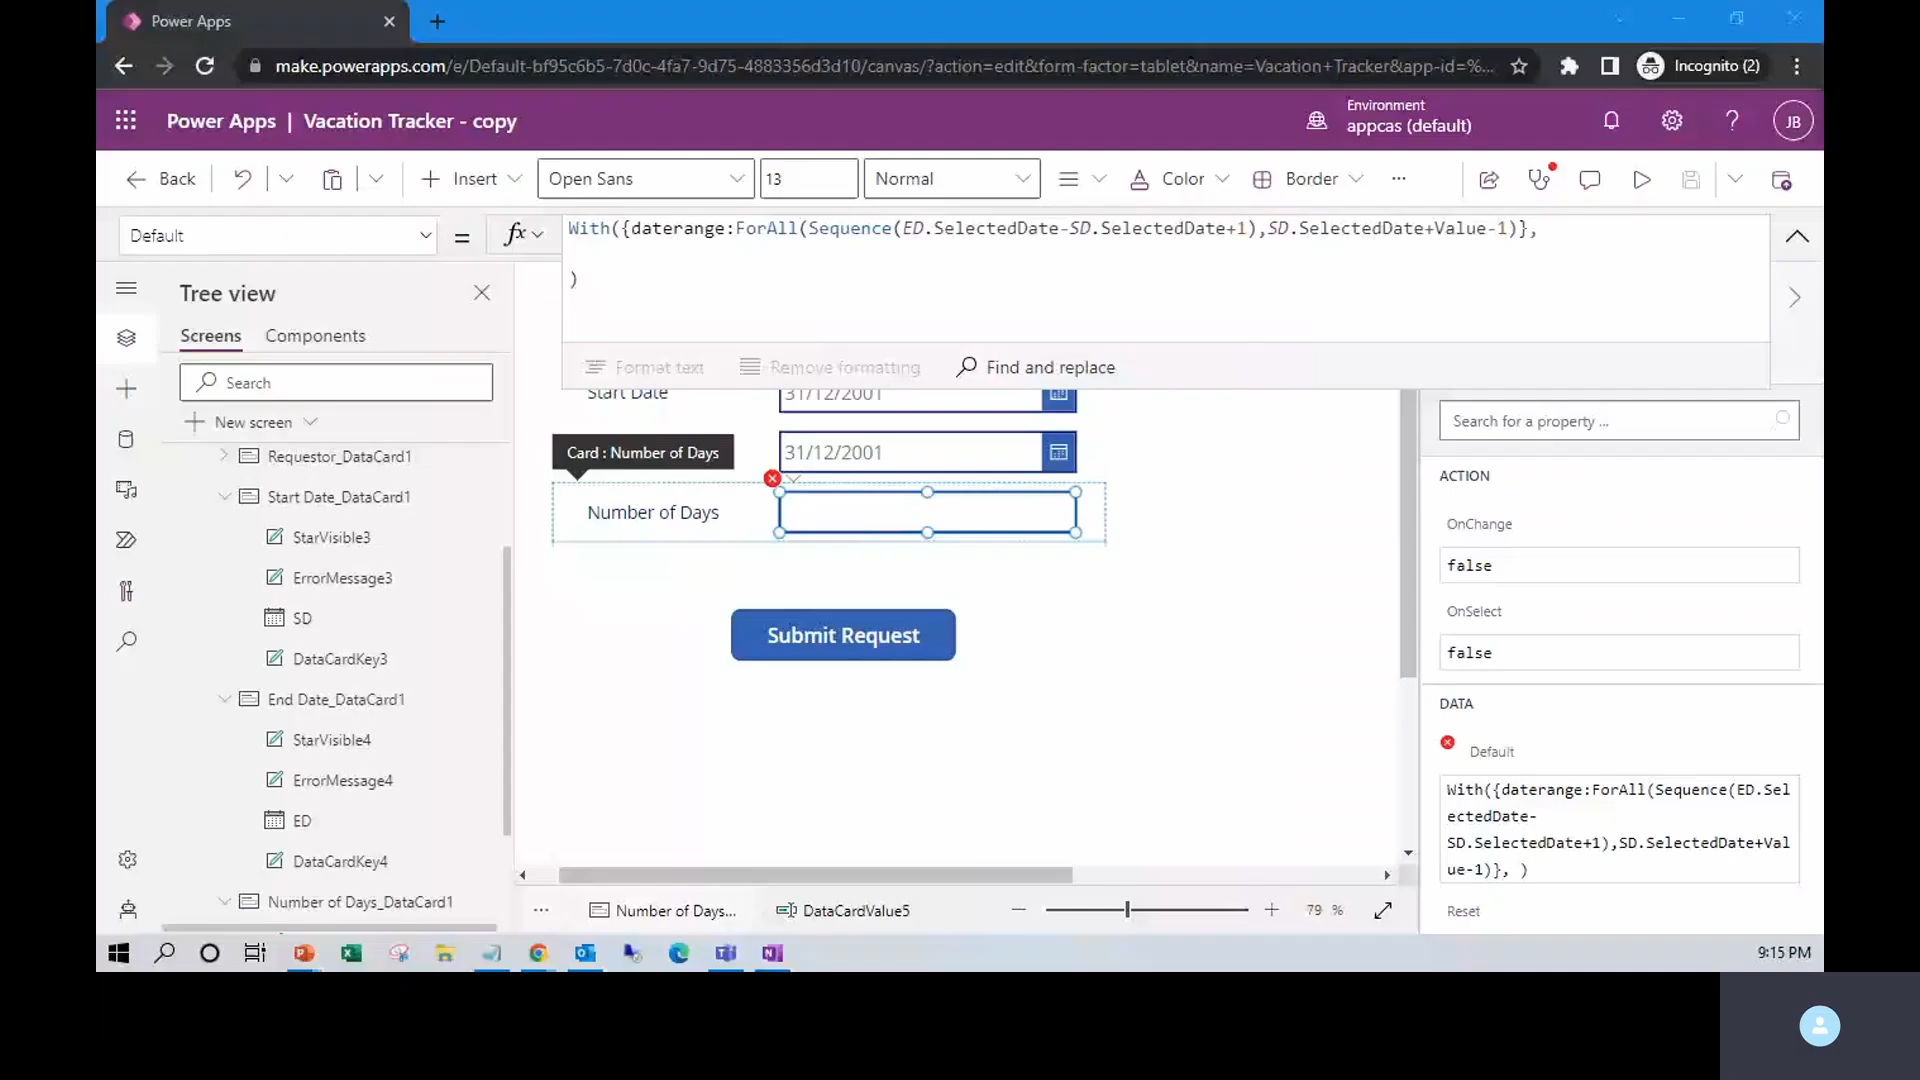 Power Apps
make.powerapps.com/e/Default-bf95c6b5-7d0c-4fa7-9d75-4883356d3d10/canvas/?action=edit&form-factor=tablet&name=Vacation+Tracker&app-id=%...
Incognito (2)
Power Apps | Vacation Tracker - copy
Environment
appcas (default)
JB
Back
Insert
Open Sans
13
Normal
Color
Border
Default
=
fx
With({daterange:ForAll(Sequence(ED.SelectedDate-SD.SelectedDate+1),SD.SelectedDate+Value-1)},
)
Format text
Remove formatting
Find and replace
Tree view
Screens
Components
Search
New screen
Requestor_DataCard1
Start Date_DataCard1
StarVisible3
ErrorMessage3
SD
DataCardKey3
End Date_DataCard1
StarVisible4
ErrorMessage4
ED
DataCardKey4
Number of Days_DataCard1
Start Date
31/12/2001
Card : Number of Days
31/12/2001
Number of Days
Submit Request
Number of Days...
DataCardValue5
79 %
Search for a property ...
ACTION
OnChange
false
OnSelect
false
DATA
Default
With({daterange:ForAll(Sequence(ED.Sel
ectedDate-
SD.SelectedDate+1),SD.SelectedDate+Val
ue-1)}, )
Reset
9:15 PM